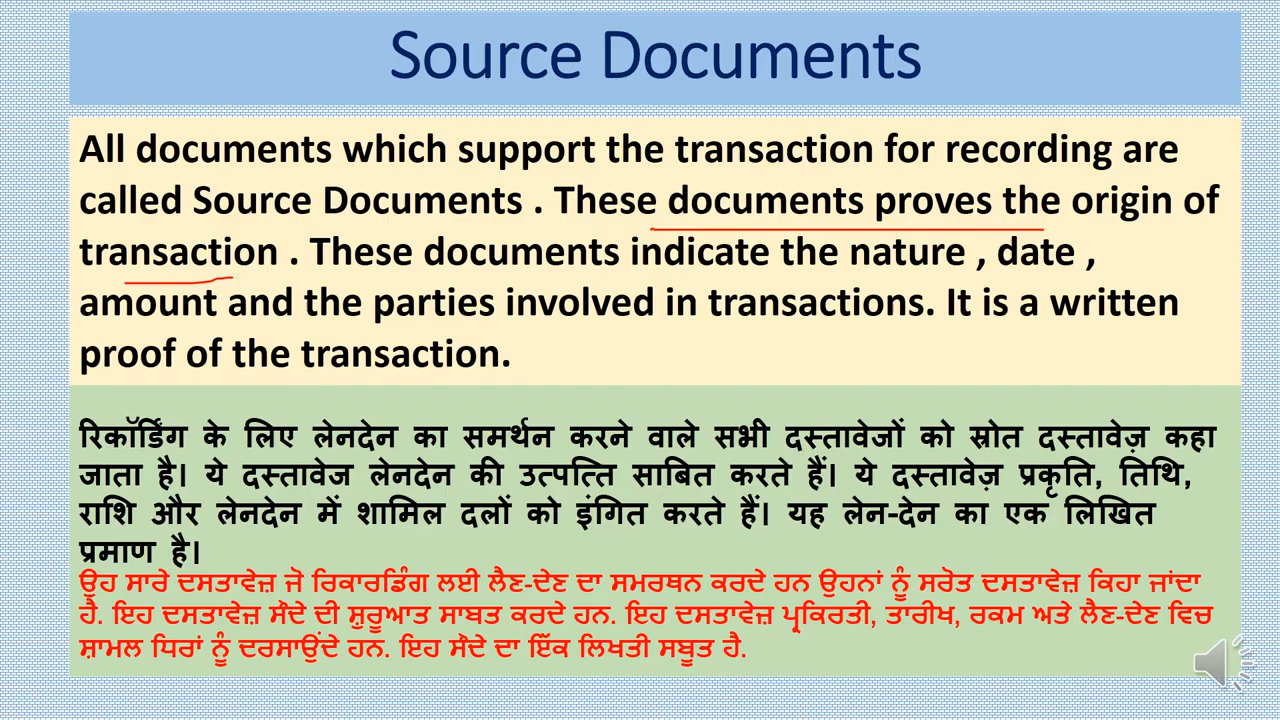 Source Documents
All documents which support the transaction for recording are
called Source Documents These documents proves the origin of
transaction . These documents indicate the nature , date ,
amount and the parties involved in transactions. It is a written
proof of the transaction.
रिकॉर्डिंग के लिए लेनदेन का समर्थन करने वाले सभी दस्तावेजों को स्रोत दस्तावेज़ कहा
जाता है। ये दस्तावेज लेनदेन की उत्पत्ति साबित करते हैं। ये दस्तावेज़ प्रकृति, तिथि,
राशि और लेनदेन में शामिल दलों को इंगित करते हैं। यह लेन-देन का एक लिखित
प्रमाण है।
ਉਹ ਸਾਰੇ ਦਸਤਾਵੇਜ਼ ਜੋ ਰਿਕਾਰਡਿੰਗ ਲਈ ਲੈਣ-ਦੇਣ ਦਾ ਸਮਰਥਨ ਕਰਦੇ ਹਨ ਉਹਨਾਂ ਨੂੰ ਸਰੋਤ ਦਸਤਾਵੇਜ਼ ਕਿਹਾ ਜਾਂਦਾ
ਹੈ. ਇਹ ਦਸਤਾਵੇਜ਼ ਸੌਦੇ ਦੀ ਸ਼ੁਰੂਆਤ ਸਾਬਤ ਕਰਦੇ ਹਨ. ਇਹ ਦਸਤਾਵੇਜ਼ ਪ੍ਰਕਿਰਤੀ, ਤਾਰੀਖ, ਰਕਮ ਅਤੇ ਲੈਣ-ਦੇਣ ਵਿਚ
ਸ਼ਾਮਲ ਧਿਰਾਂ ਨੂੰ ਦਰਸਾਉਂਦੇ ਹਨ. ਇਹ ਸੌਦੇ ਦਾ ਇੱਕ ਲਿਖਤੀ ਸਬੂਤ ਹੈ.